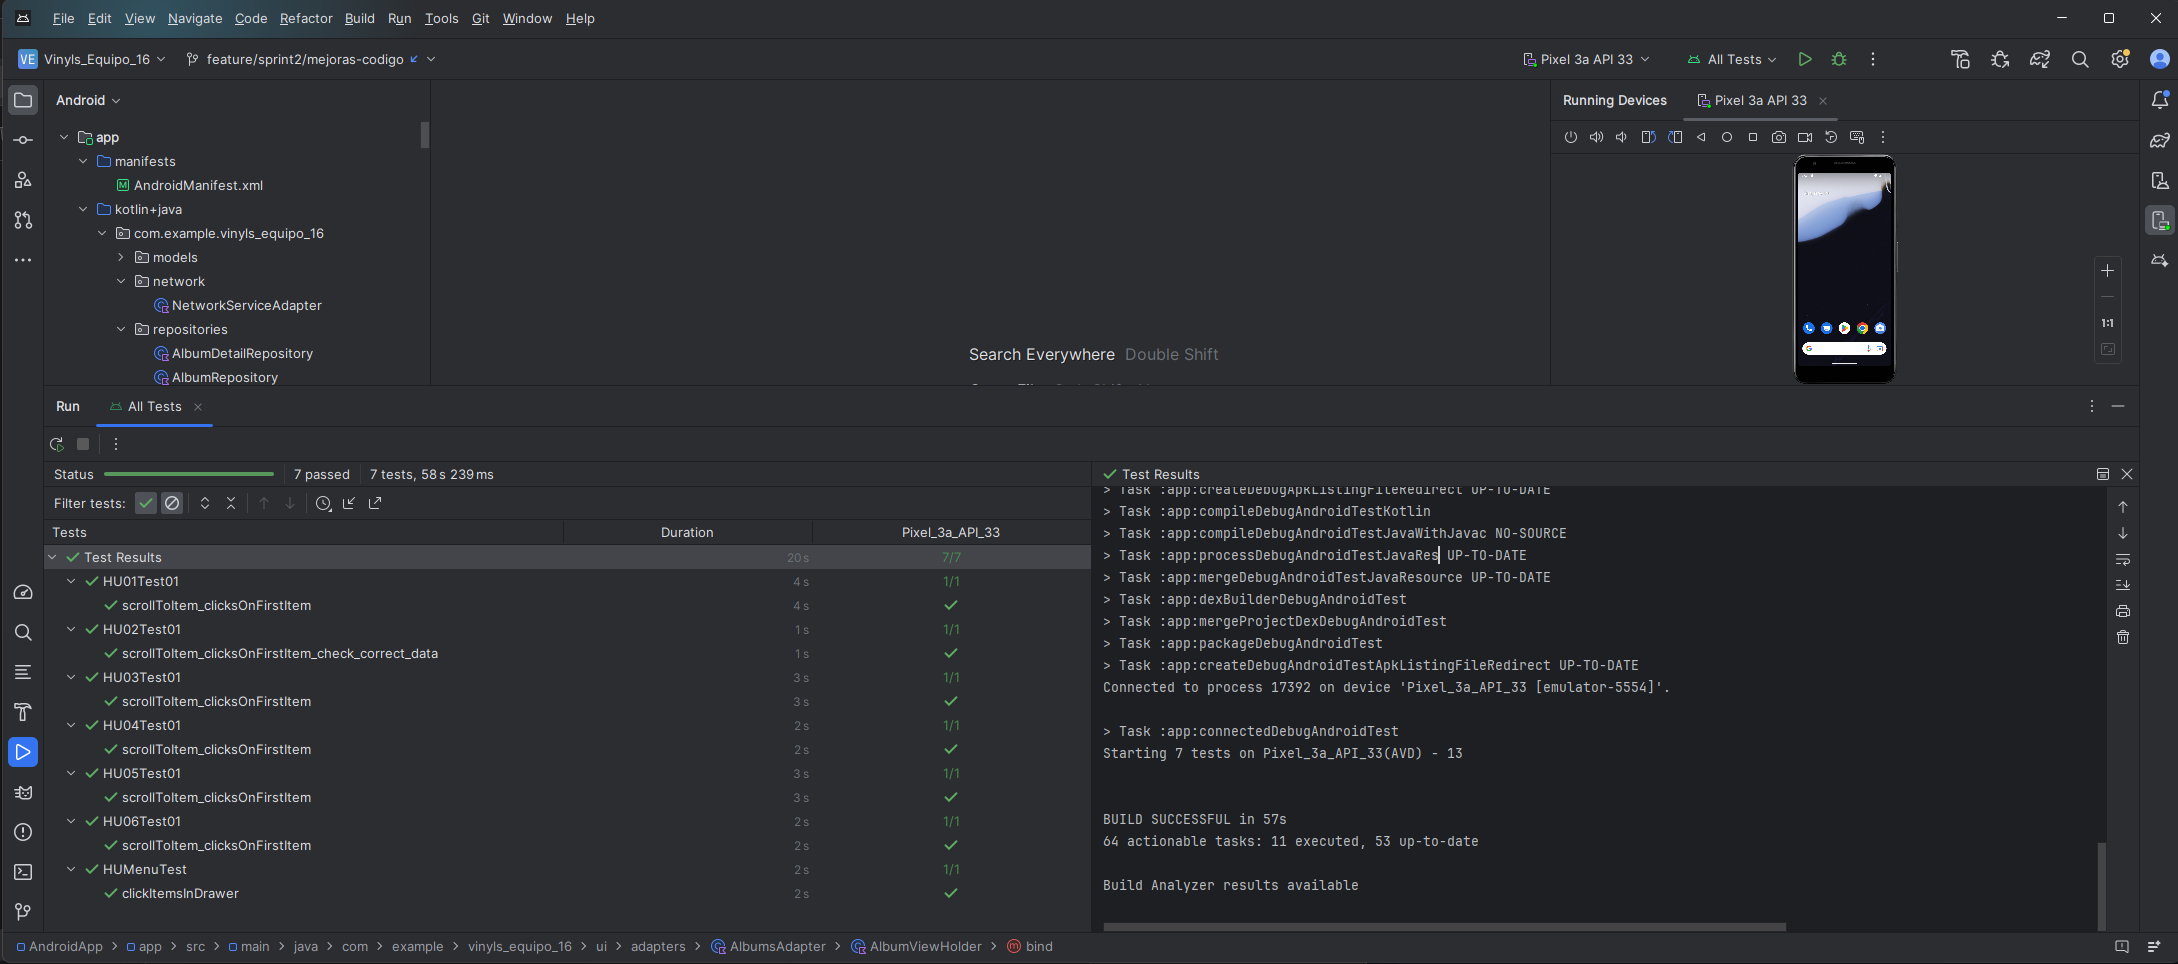 File Edit View Navigate Code Refactor Build Run Tools Git Window Help
VE Vinyls_Equipo_16 feature/sprint2/mejoras-codigo Pixel 3a API 33 All Tests
Android
app
manifests
AndroidManifest.xml
kotlin+java
com.example.vinyls_equipo_16
models
network
NetworkServiceAdapter
repositories
AlbumDetailRepository
AlbumRepository
Search Everywhere Double Shift
Running Devices Pixel 3a API 33
1:1
Run All Tests
Status 7 passed 7 tests, 58 s 239 ms
Filter tests:
Tests Duration Pixel_3a_API_33
Test Results 20 s 7/7
HU01Test01 4 s 1/1
scrollToItem_clicksOnFirstItem 4 s
HU02Test01 1 s 1/1
scrollToItem_clicksOnFirstItem_check_correct_data 1 s
HU03Test01 3 s 1/1
scrollToItem_clicksOnFirstItem 3 s
HU04Test01 2 s 1/1
scrollToItem_clicksOnFirstItem 2 s
HU05Test01 3 s 1/1
scrollToItem_clicksOnFirstItem 3 s
HU06Test01 2 s 1/1
scrollToItem_clicksOnFirstItem 2 s
HUMenuTest 2 s 1/1
clickItemsInDrawer 2 s
Test Results
> Task :app:createDebugApkListingFileRedirect UP-TO-DATE
> Task :app:compileDebugAndroidTestKotlin
> Task :app:compileDebugAndroidTestJavaWithJavac NO-SOURCE
> Task :app:processDebugAndroidTestJavaRes UP-TO-DATE
> Task :app:mergeDebugAndroidTestJavaResource UP-TO-DATE
> Task :app:dexBuilderDebugAndroidTest
> Task :app:mergeProjectDexDebugAndroidTest
> Task :app:packageDebugAndroidTest
> Task :app:createDebugAndroidTestApkListingFileRedirect UP-TO-DATE
Connected to process 17392 on device 'Pixel_3a_API_33 [emulator-5554]'.
> Task :app:connectedDebugAndroidTest
Starting 7 tests on Pixel_3a_API_33(AVD) - 13
BUILD SUCCESSFUL in 57s
64 actionable tasks: 11 executed, 53 up-to-date
Build Analyzer results available
AndroidApp > app > src > main > java > com > example > vinyls_equipo_16 > ui > adapters > AlbumsAdapter > AlbumViewHolder > bind